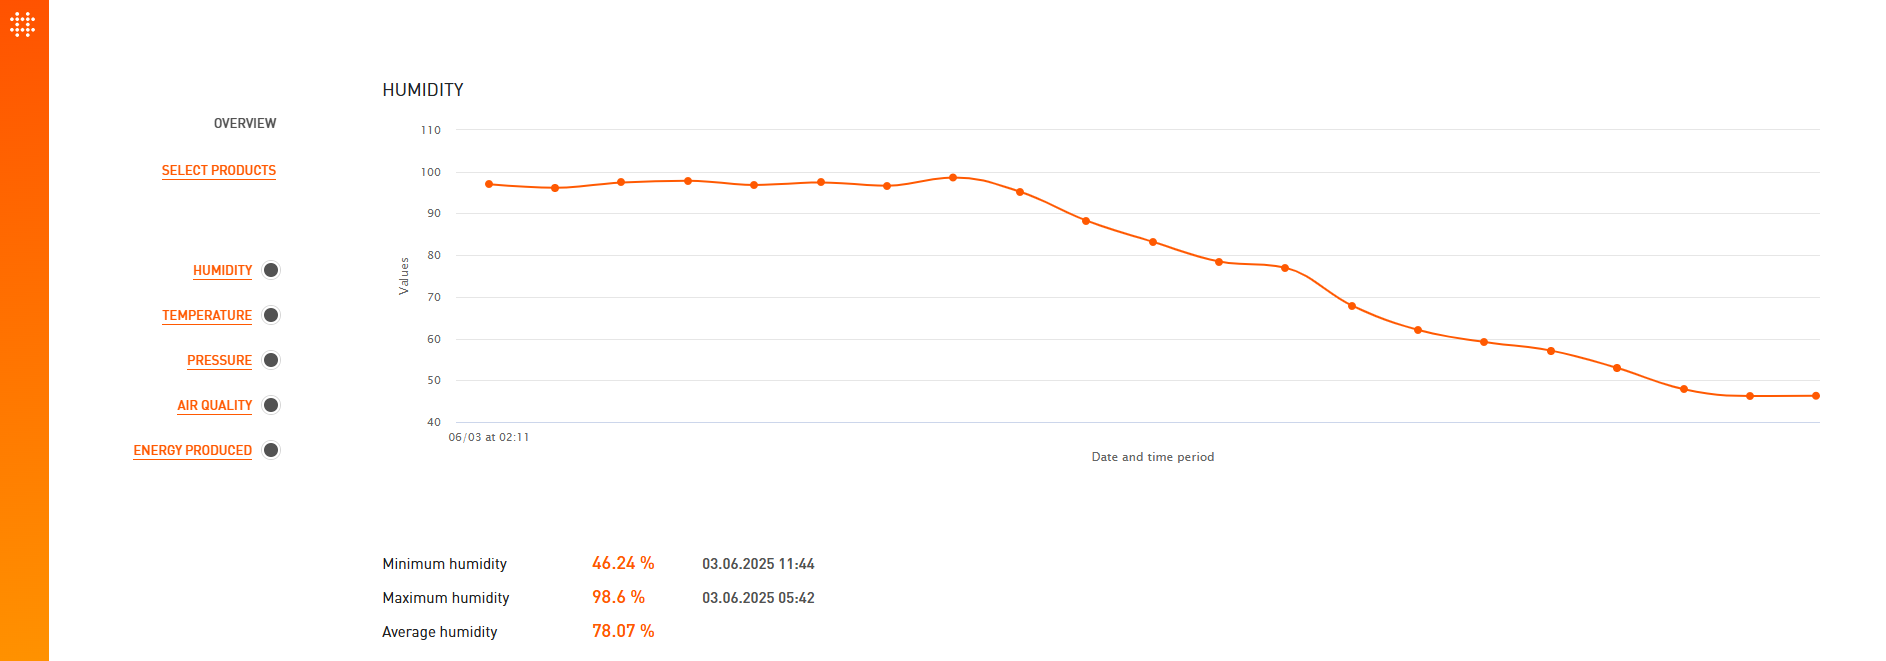 HUMIDITY
OVERVIEW
SELECT PRODUCTS
HUMIDITY
TEMPERATURE
PRESSURE
AIR QUALITY
ENERGY PRODUCED
110
100
90
80
70
60
50
40
Values
06/03 at 02:11
Date and time period
Minimum humidity 46.24 % 03.06.2025 11:44
Maximum humidity 98.6 % 03.06.2025 05:42
Average humidity 78.07 %